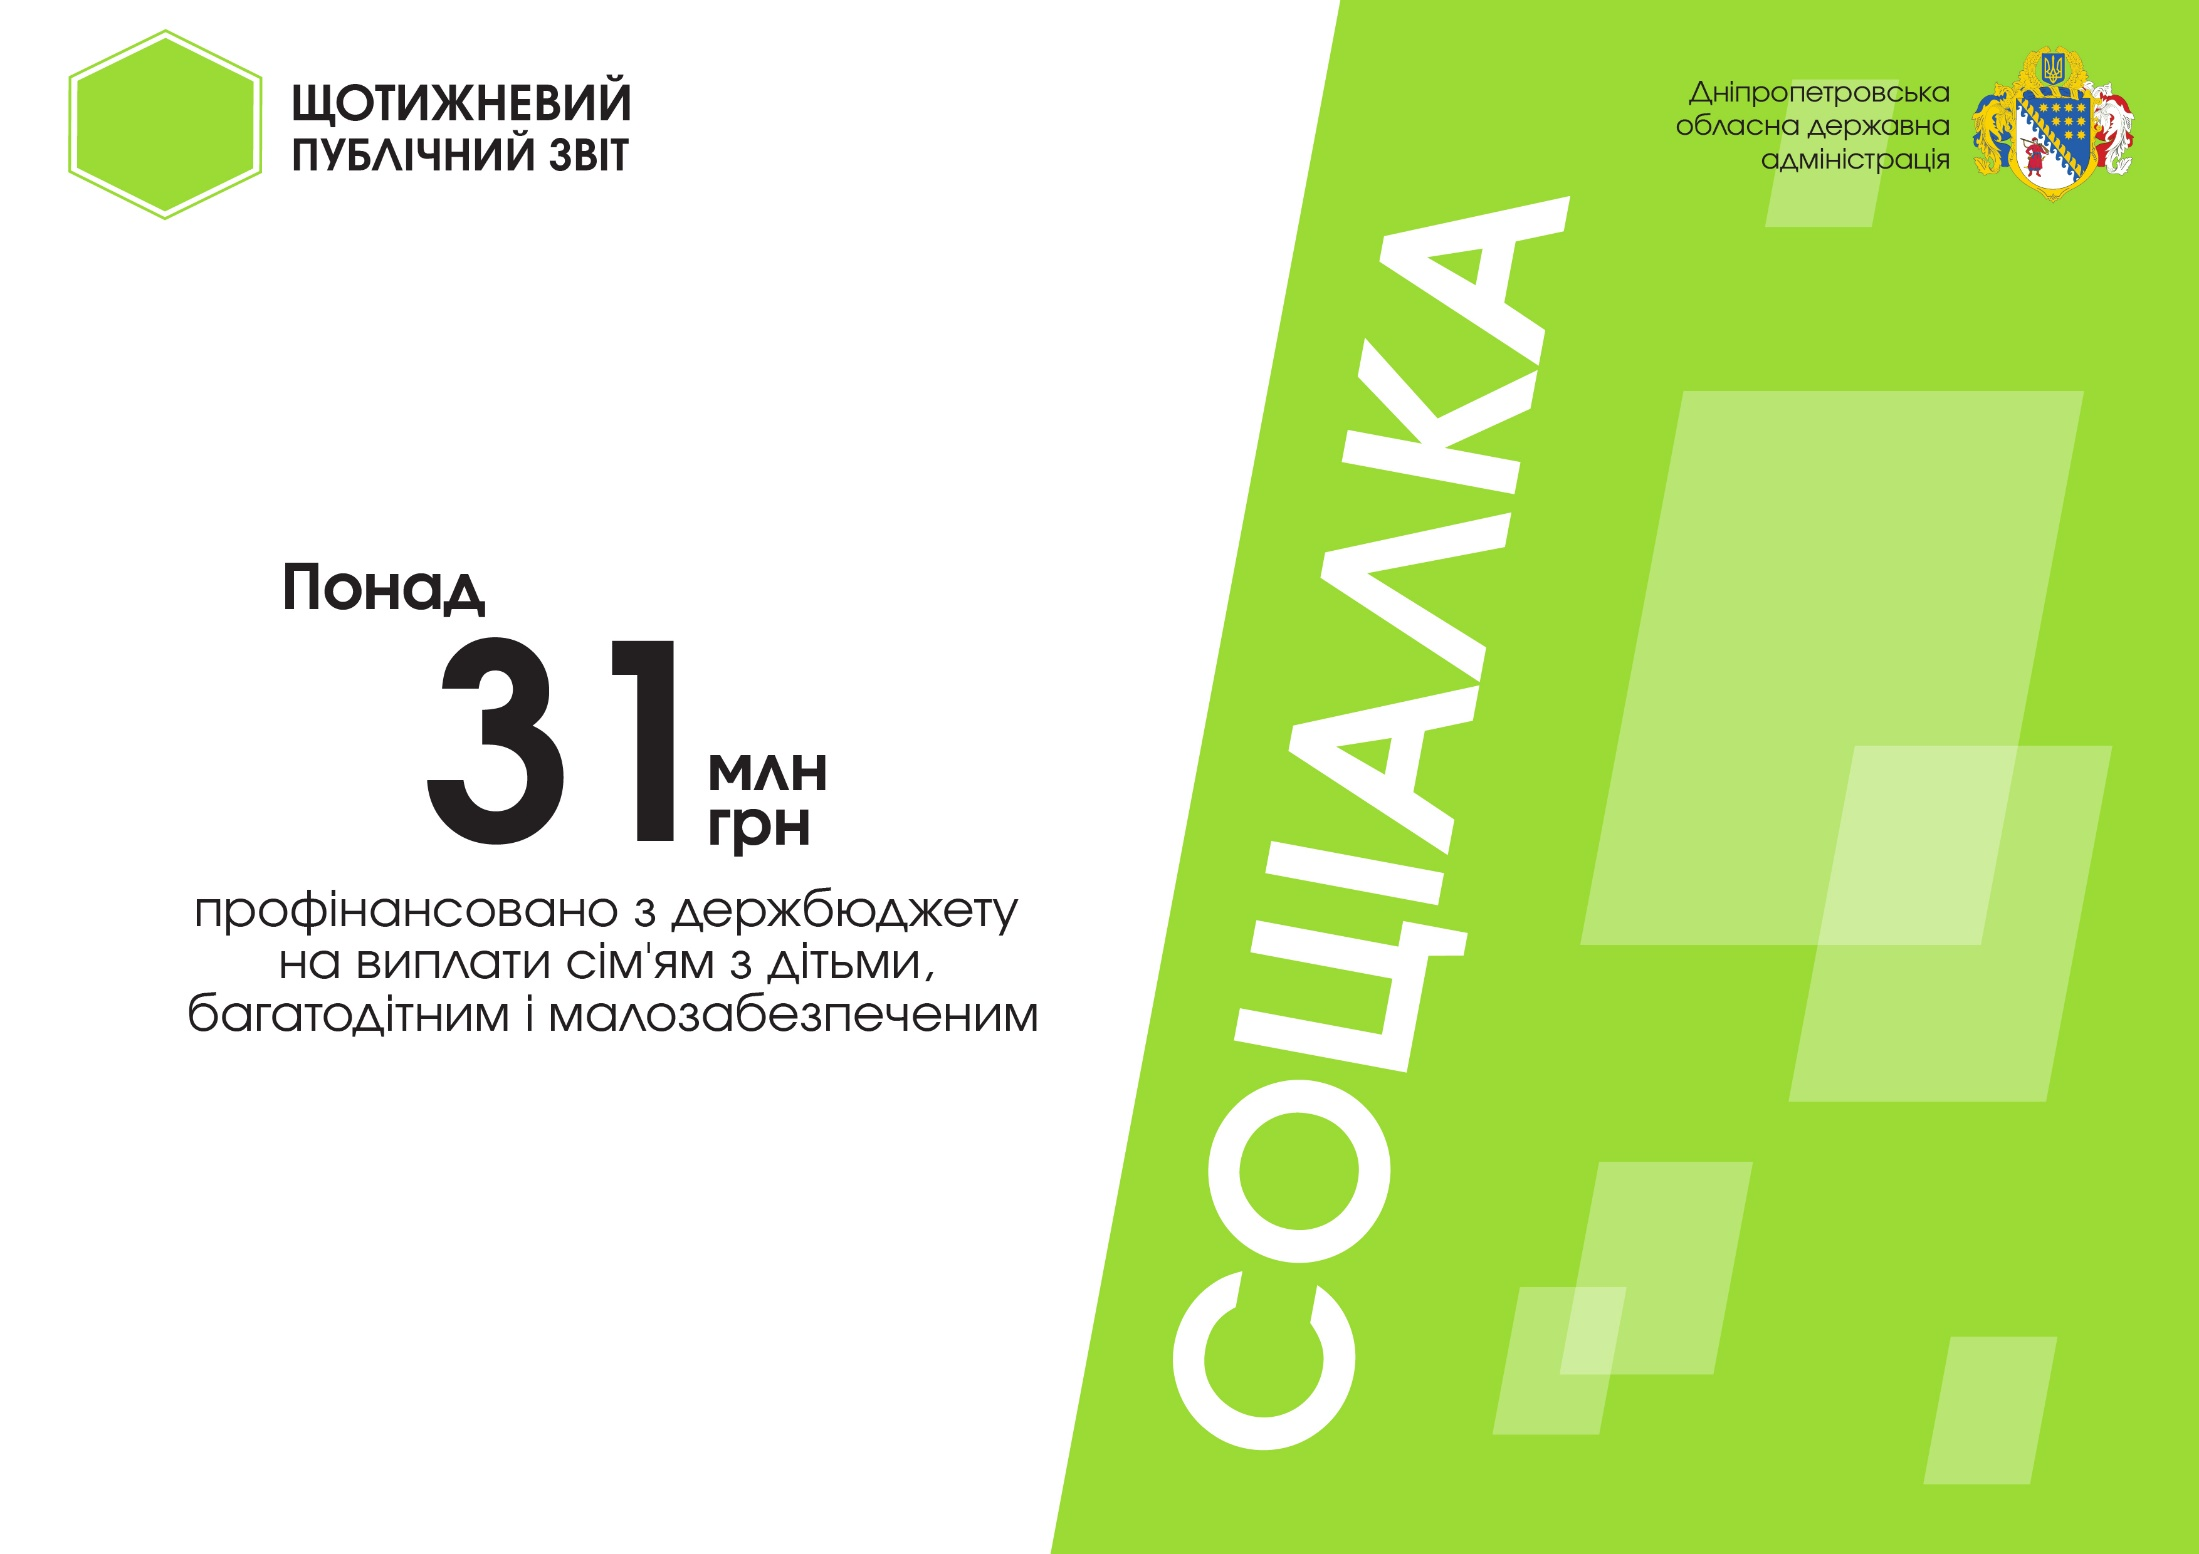 ЩОТИЖНЕВИЙ
ПУБЛІЧНИЙ ЗВІТ
Дніпропетровська
обласна державна
адміністрація
Понад
31
млн
грн
профінансовано з держбюджету
на виплати сім'ям з дітьми,
багатодітним і малозабезпеченим
СОЦІАЛКА